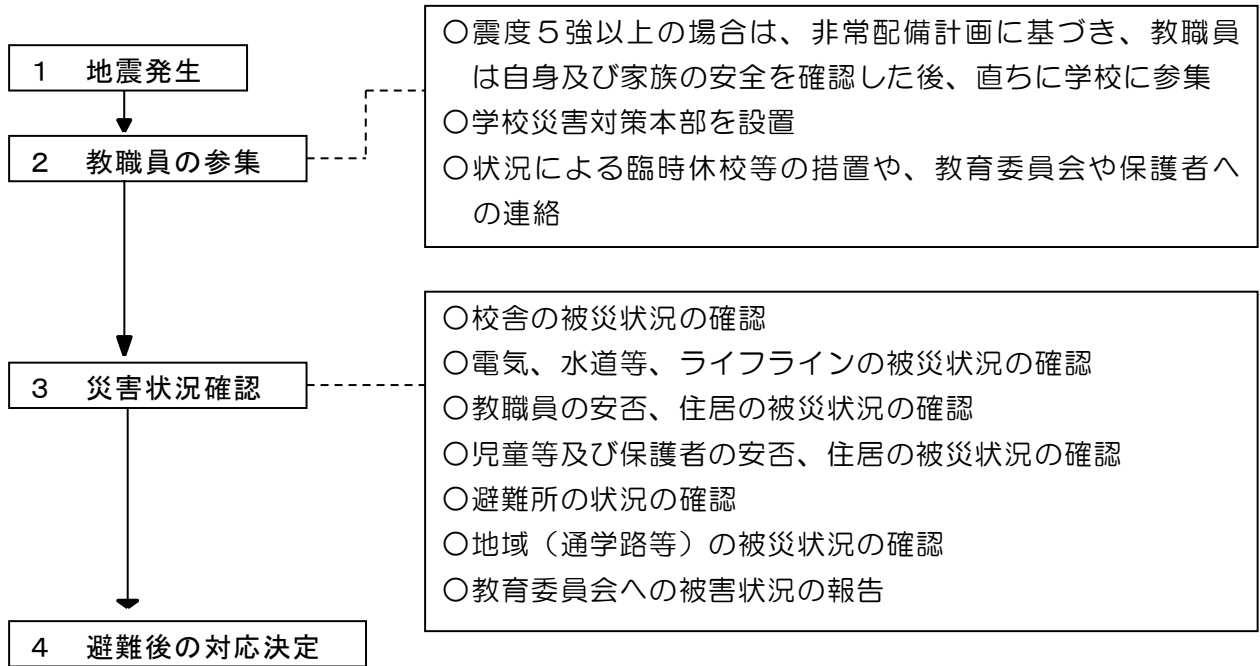 1 地震発生
2 教職員の参集
○震度5強以上の場合は、非常配備計画に基づき、教職員
は自身及び家族の安全を確認した後、直ちに学校に参集
○学校災害対策本部を設置
○状況による臨時休校等の措置や、教育委員会や保護者へ
の連絡
3 災害状況確認
○校舎の被災状況の確認
○電気、水道等、ライフラインの被災状況の確認
○教職員の安否、住居の被災状況の確認
○児童等及び保護者の安否、住居の被災状況の確認
○避難所の状況の確認
○地域（通学路等）の被災状況の確認
○教育委員会への被害状況の報告
4 避難後の対応決定